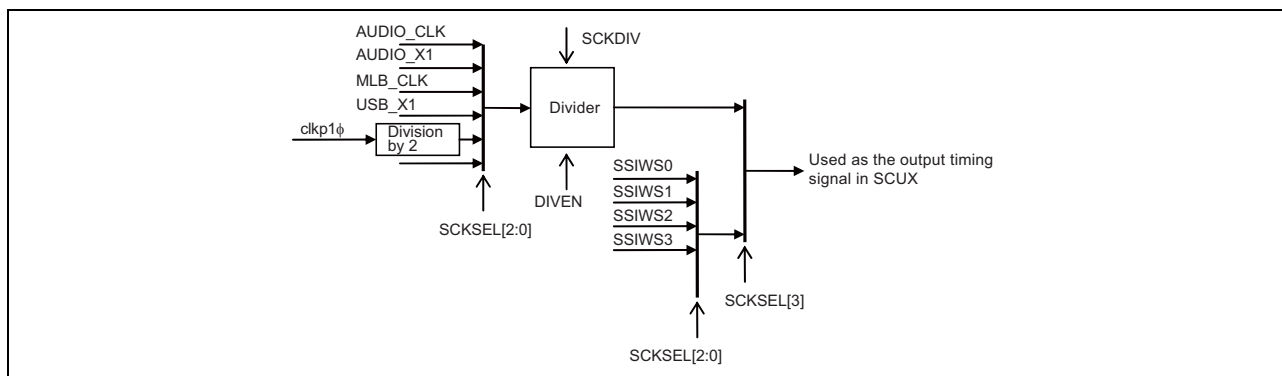 AUDIO_CLK
AUDIO_X1
MLB_CLK
USB_X1
clkp1ϕ
Division
by 2
SCKSEL[2:0]
SCKDIV
Divider
DIVEN
SSIWS0
SSIWS1
SSIWS2
SSIWS3
SCKSEL[2:0]
SCKSEL[3]
Used as the output timing
signal in SCUX